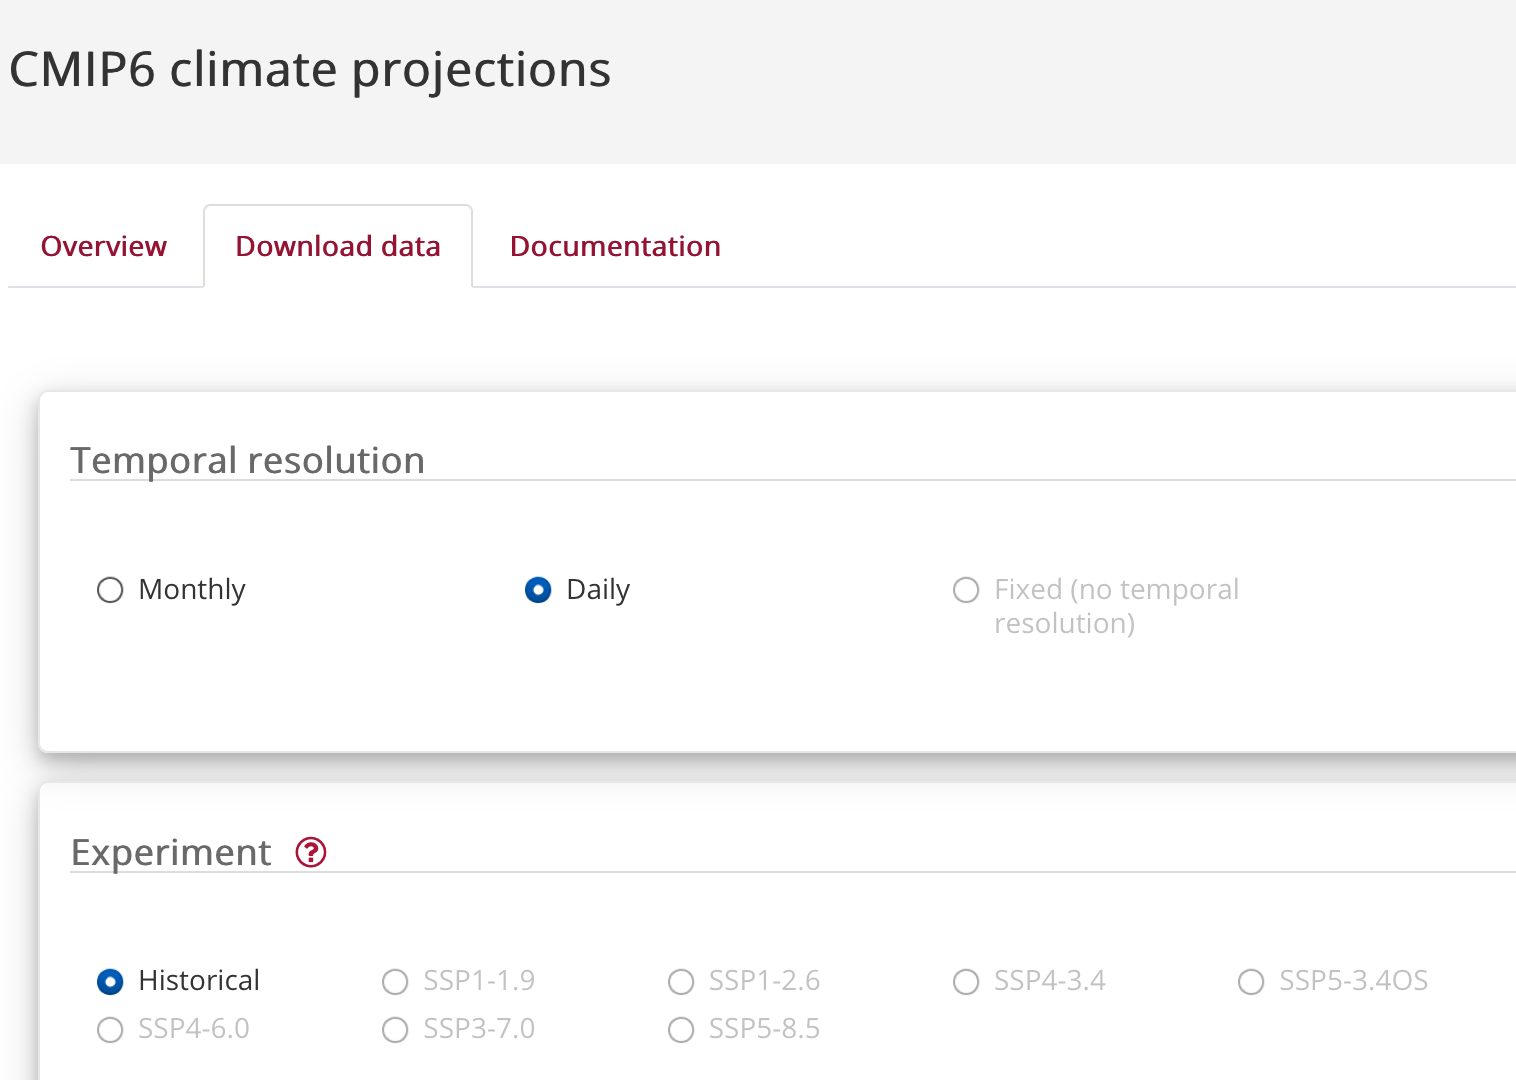 CMIP6 climate projections
Overview Download data Documentation
Temporal resolution
Monthly Daily Fixed (no temporal
resolution)
Experiment ?
Historical SSP1-1.9 SSP1-2.6 SSP4-3.4 SSP5-3.4OS
SSP4-6.0 SSP3-7.0 SSP5-8.5